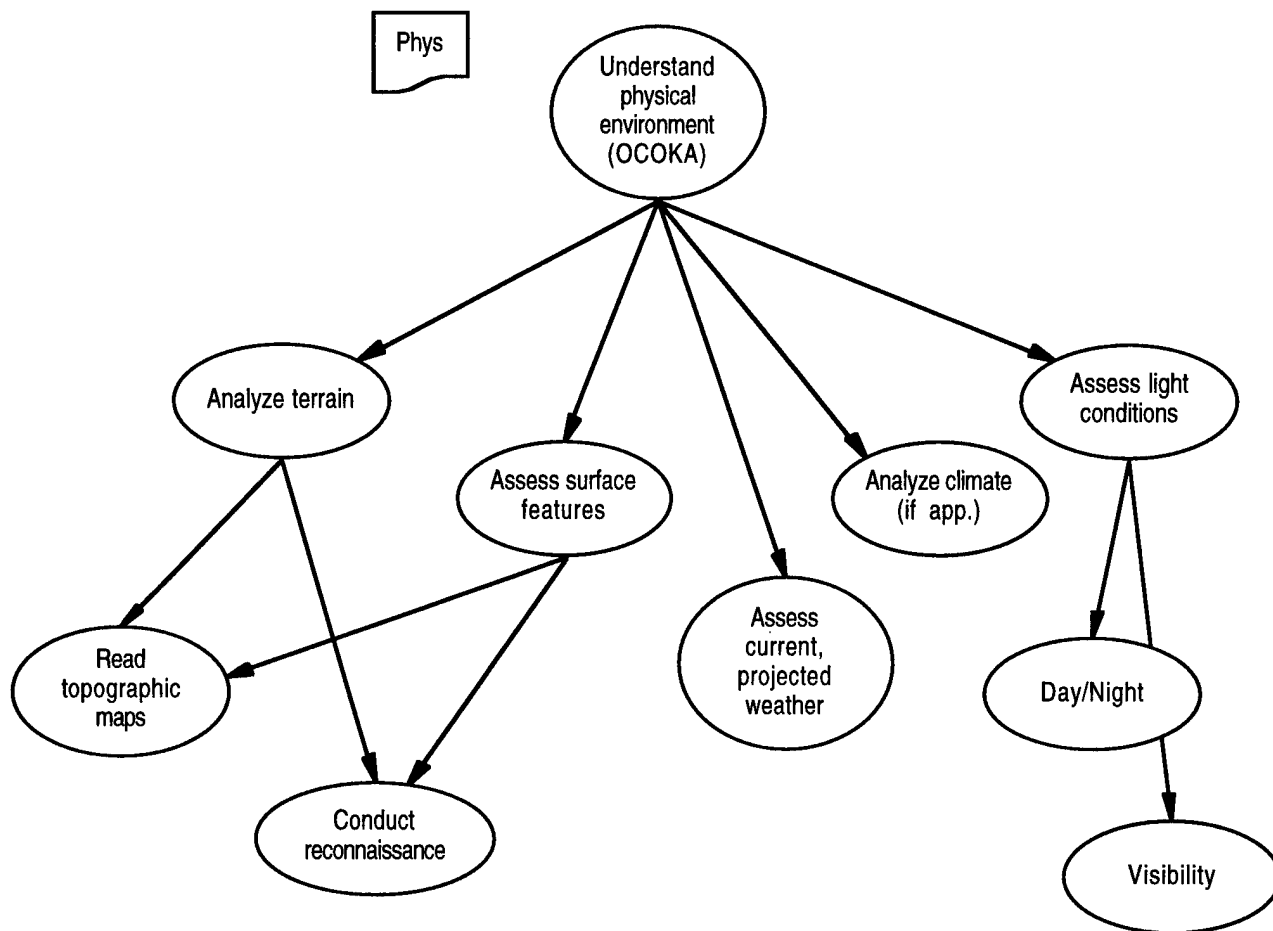 Phys
Understand
physical
environment
(OCOKA)
Analyze terrain
Assess light
conditions
Assess surface
features
Analyze climate
(if app.)
Assess
current,
projected
weather
Read
topographic
maps
Day/Night
Conduct
reconnaissance
Visibility